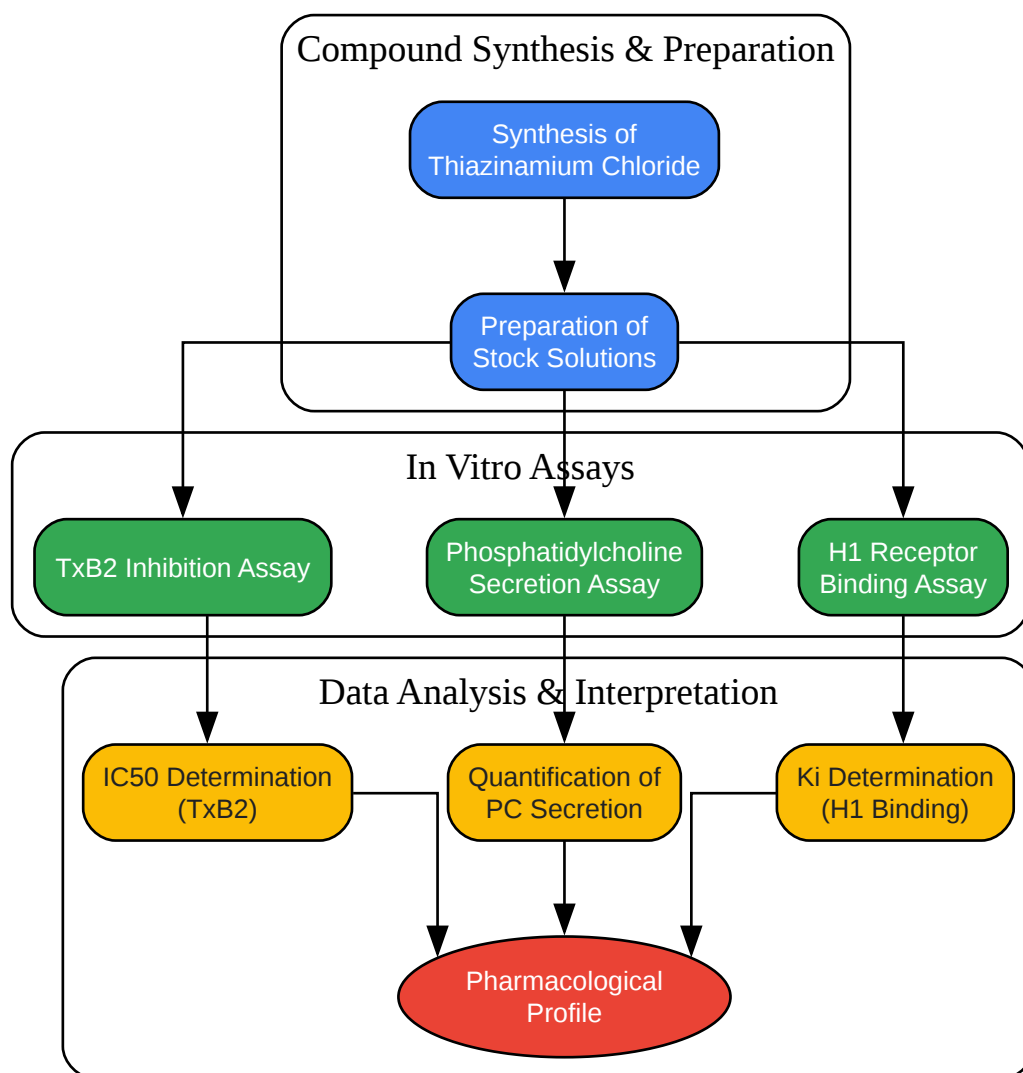 Compound Synthesis & Preparation
Synthesis of
Thiazinamium Chloride
Preparation of
Stock Solutions
In Vitro Assays
TxB2 Inhibition Assay
Phosphatidylcholine
Secretion Assay
H1 Receptor
Binding Assay
Data Analysis & Interpretation
IC50 Determination
(TxB2)
Quantification of
PC Secretion
Ki Determination
(H1 Binding)
Pharmacological
Profile